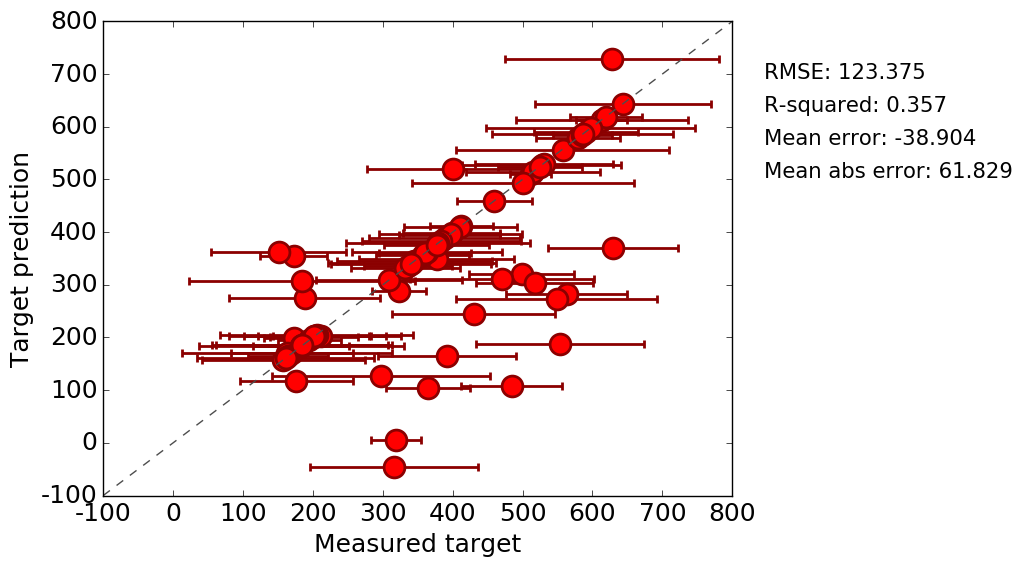 800
700
600
500
400
300
200
100
0
-100
-100 0 100 200 300 400 500 600 700 800
Measured target
Target prediction
RMSE: 123.375
R-squared: 0.357
Mean error: -38.904
Mean abs error: 61.829